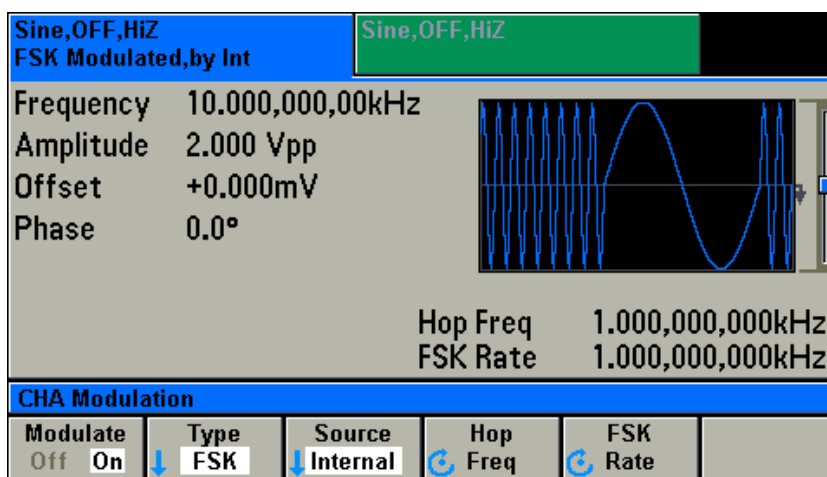 Sine,OFF,HiZ
FSK Modulated,by Int
Sine,OFF,HiZ
Frequency 10.000,000,00kHz
Amplitude 2.000 Vpp
Offset +0.000mV
Phase 0.0°
Hop Freq 1.000,000,000kHz
FSK Rate 1.000,000,000kHz
CHA Modulation
Modulate
Off On
Type
FSK
Source
Internal
Hop
Freq
FSK
Rate